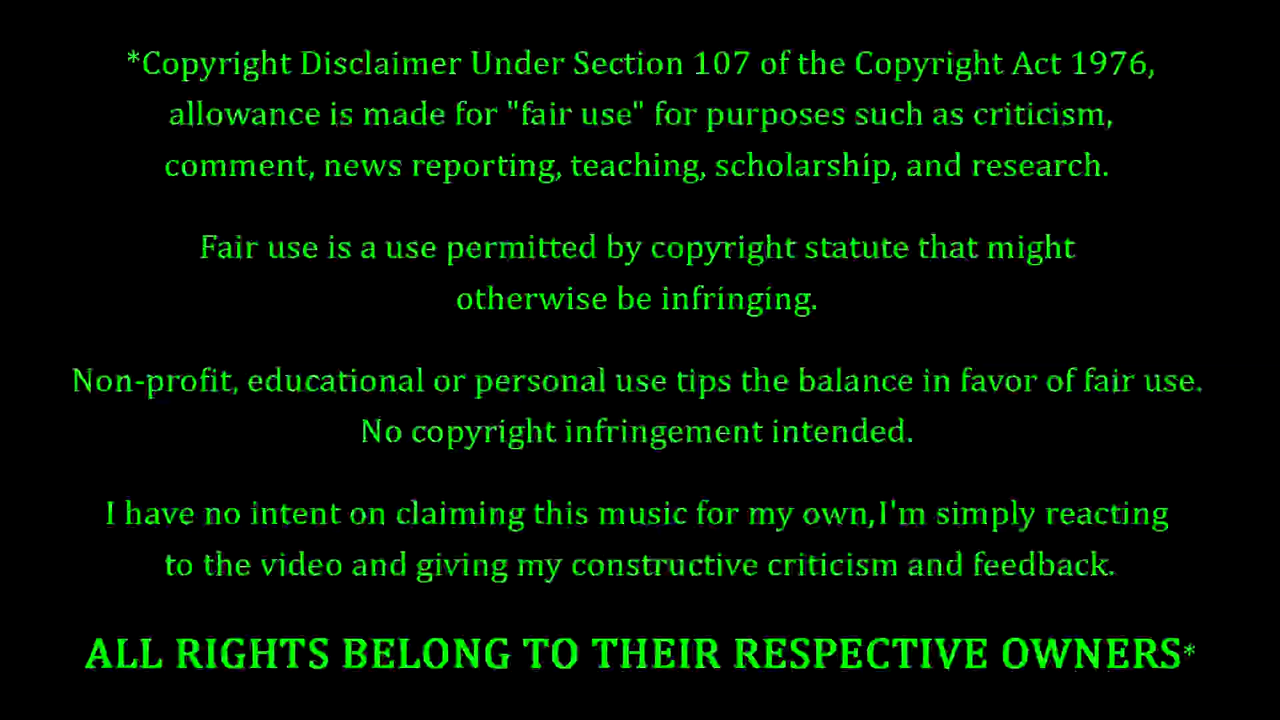 *Copyright Disclaimer Under Section 107 of the Copyright Act 1976,
allowance is made for "fair use" for purposes such as criticism,
comment, news reporting, teaching, scholarship, and research.
Fair use is a use permitted by copyright statute that might
otherwise be infringing.
Non-profit, educational or personal use tips the balance in favor of fair use.
No copyright infringement intended.
I have no intent on claiming this music for my own,I'm simply reacting
to the video and giving my constructive criticism and feedback.
ALL RIGHTS BELONG TO THEIR RESPECTIVE OWNERS*